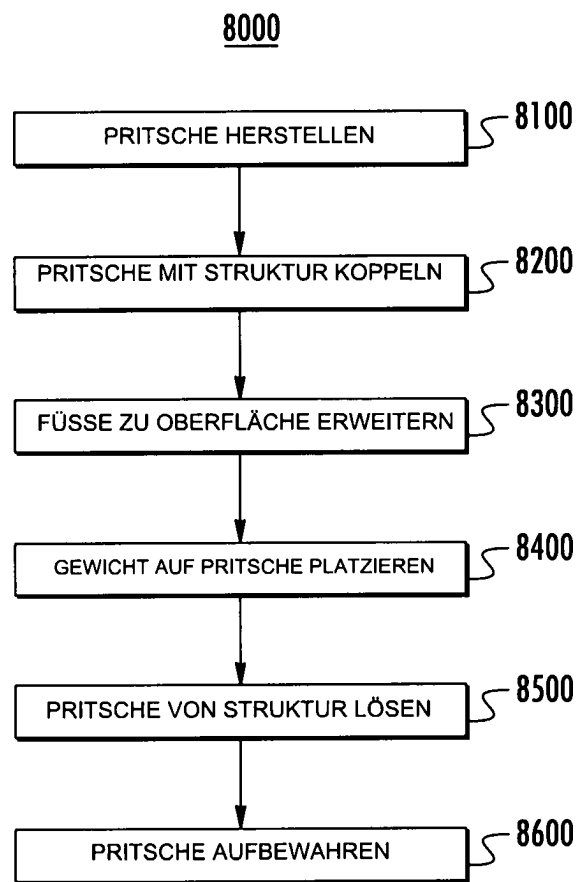 8000
PRITSCHE HERSTELLEN 8100
PRITSCHE MIT STRUKTUR KOPPELN 8200
FÜSSE ZU OBERFLÄCHE ERWEITERN 8300
GEWICHT AUF PRITSCHE PLATZIEREN 8400
PRITSCHE VON STRUKTUR LÖSEN 8500
PRITSCHE AUFBEWAHREN 8600